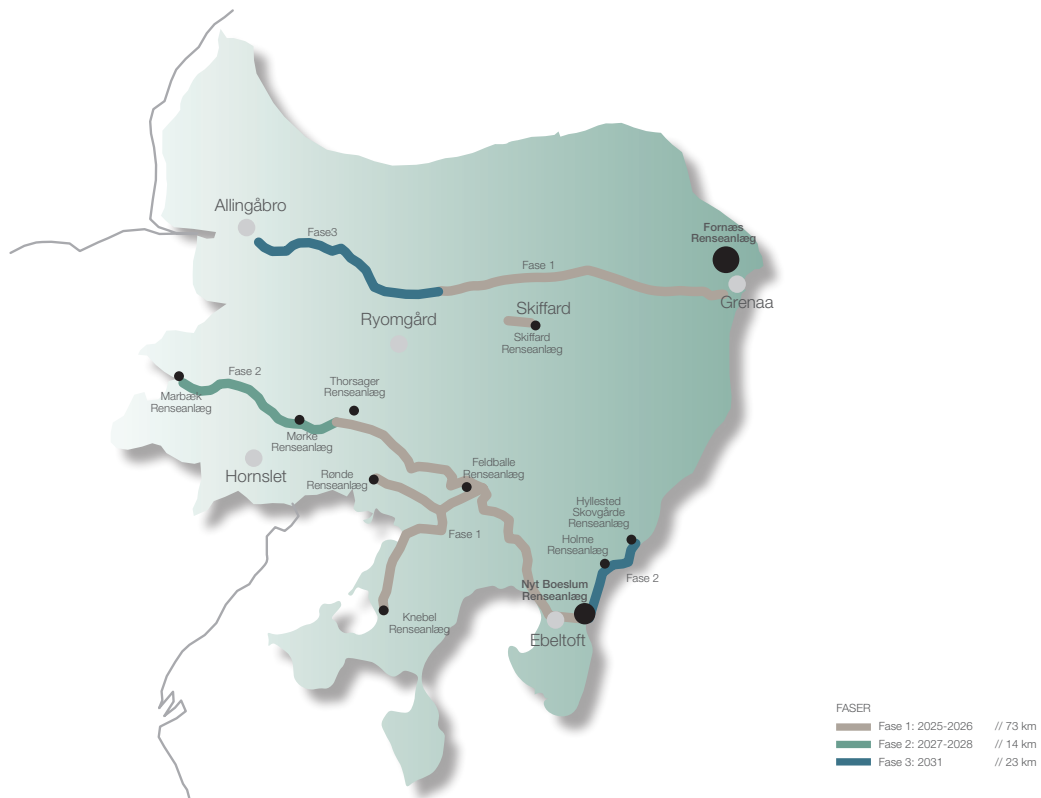 Allingåbro
Fase3
Fornæs
Renseanlæg
Fase 1
Grenaa
Skiffard
Skiffard
Renseanlæg
Ryomgård
Fase 2
Marbæk
Renseanlæg
Thorsager
Renseanlæg
Mørke
Renseanlæg
Hornslet
Rønde
Renseanlæg
Feldballe
Renseanlæg
Hyllested
Skovgårde
Renseanlæg
Fase 1
Holme
Renseanlæg
Fase 2
Nyt Boeslum
Renseanlæg
Knebel
Renseanlæg
Ebeltoft
FASER
Fase 1: 2025-2026 // 73 km
Fase 2: 2027-2028 // 14 km
Fase 3: 2031 // 23 km